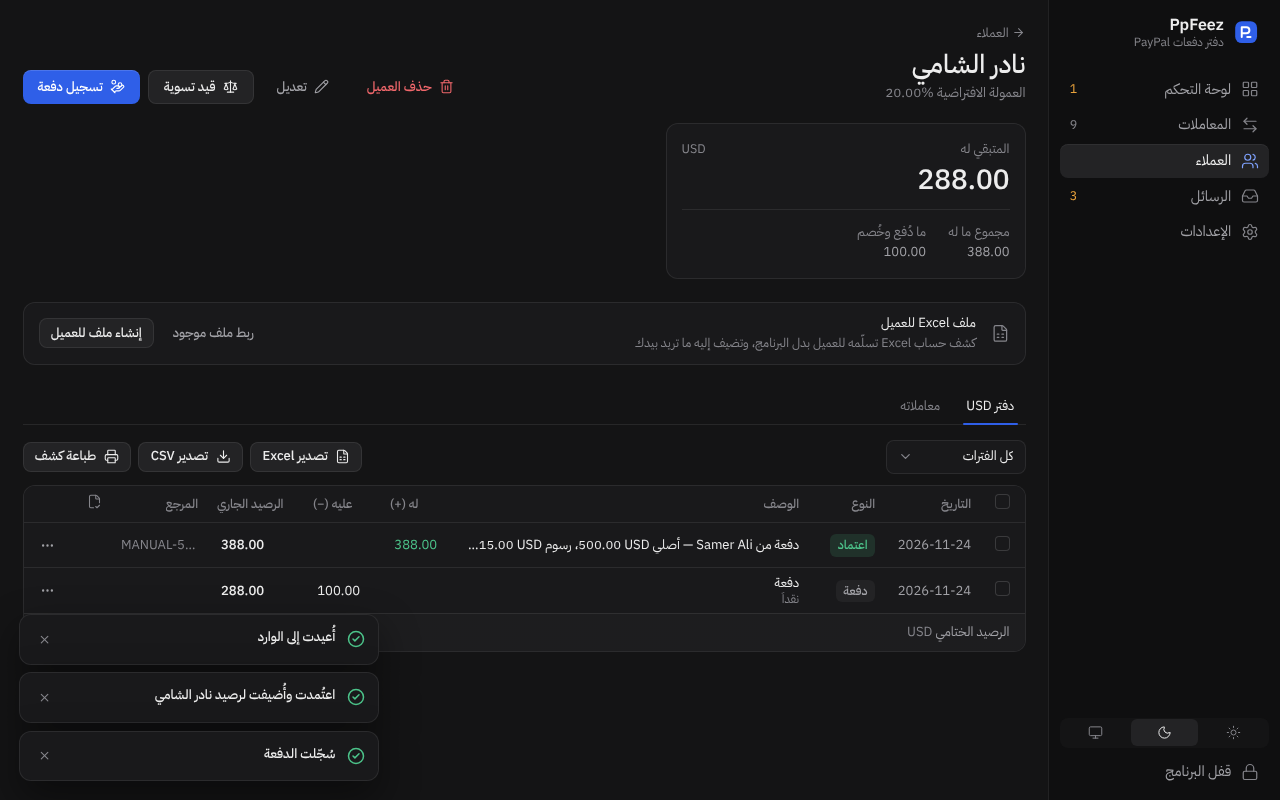 PpFeez
دفتر دفعات PayPal
لوحة التحكم 1
المعاملات 9
العملاء
الرسائل 3
الإعدادات
قفل البرنامج
→ العملاء
نادر الشامي
العمولة الافتراضية 20.00%
حذف العميل
تعديل
قيد تسوية
تسجيل دفعة
المتبقي له USD
288.00
مجموع ما له ما دُفع وخُصم
388.00 100.00
ملف Excel للعميل
كشف حساب Excel تسلّمه للعميل بدل البرنامج، وتضيف إليه ما تريد بيدك
ربط ملف موجود
إنشاء ملف للعميل
دفتر USD معاملاته
كل الفترات
تصدير Excel
تصدير CSV
طباعة كشف
التاريخ النوع الوصف له (+) عليه (−) الرصيد الجاري المرجع
2026-11-24 اعتماد دفعة من Samer Ali — أصلي 500.00 USD، رسوم 15.00 USD... 388.00 388.00 MANUAL-5...
2026-11-24 دفعة دفعة 100.00 288.00
نقداً
الرصيد الختامي USD
أُعيدت إلى الوارد
اعتُمدت وأُضيفت لرصيد نادر الشامي
سُجّلت الدفعة